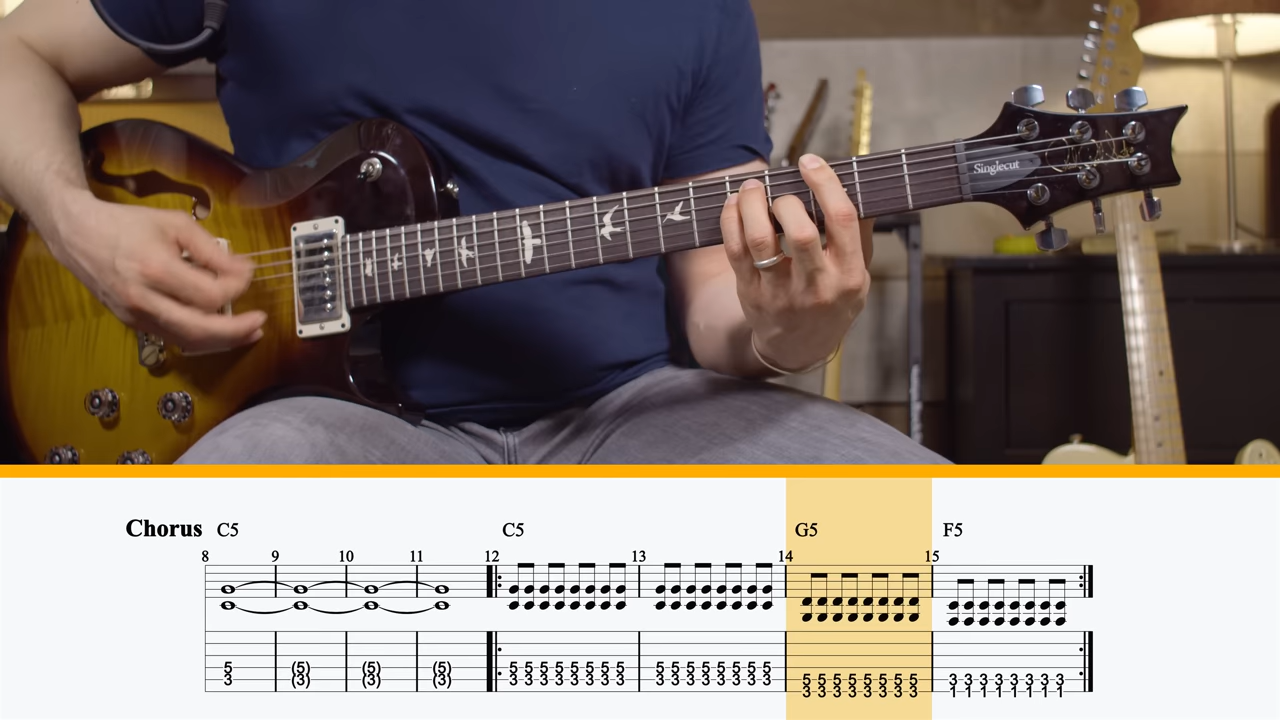 Singlecut
Chorus C5 C5 G5 F5
8 9 10 11 12 13 14 15
5 (5) (5) (5) 5 5 5 5 5 5 5 5 5 5 5 5 5 5 5 5
3 (3) (3) (3) 3 3 3 3 3 3 3 3 3 3 3 3 3 3 3 3
5 5 5 5 5 5 5 5 3 3 3 3 3 3 3 3
3 3 3 3 3 3 3 3 1 1 1 1 1 1 1 1